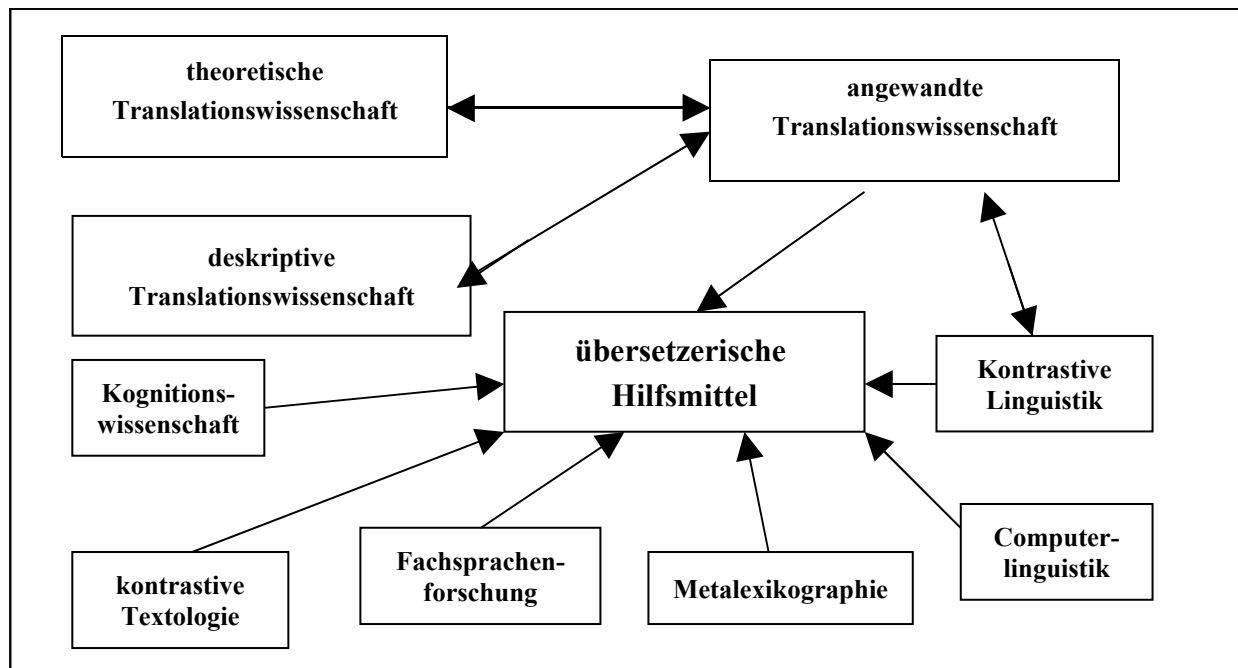 theoretische
Translationswissenschaft
angewandte
Translationswissenschaft
deskriptive
Translationswissenschaft
übersetzerische
Hilfsmittel
Kognitions-
wissenschaft
Kontrastive
Linguistik
kontrastive
Textologie
Fachsprachen-
forschung
Metalexikographie
Computer-
linguistik